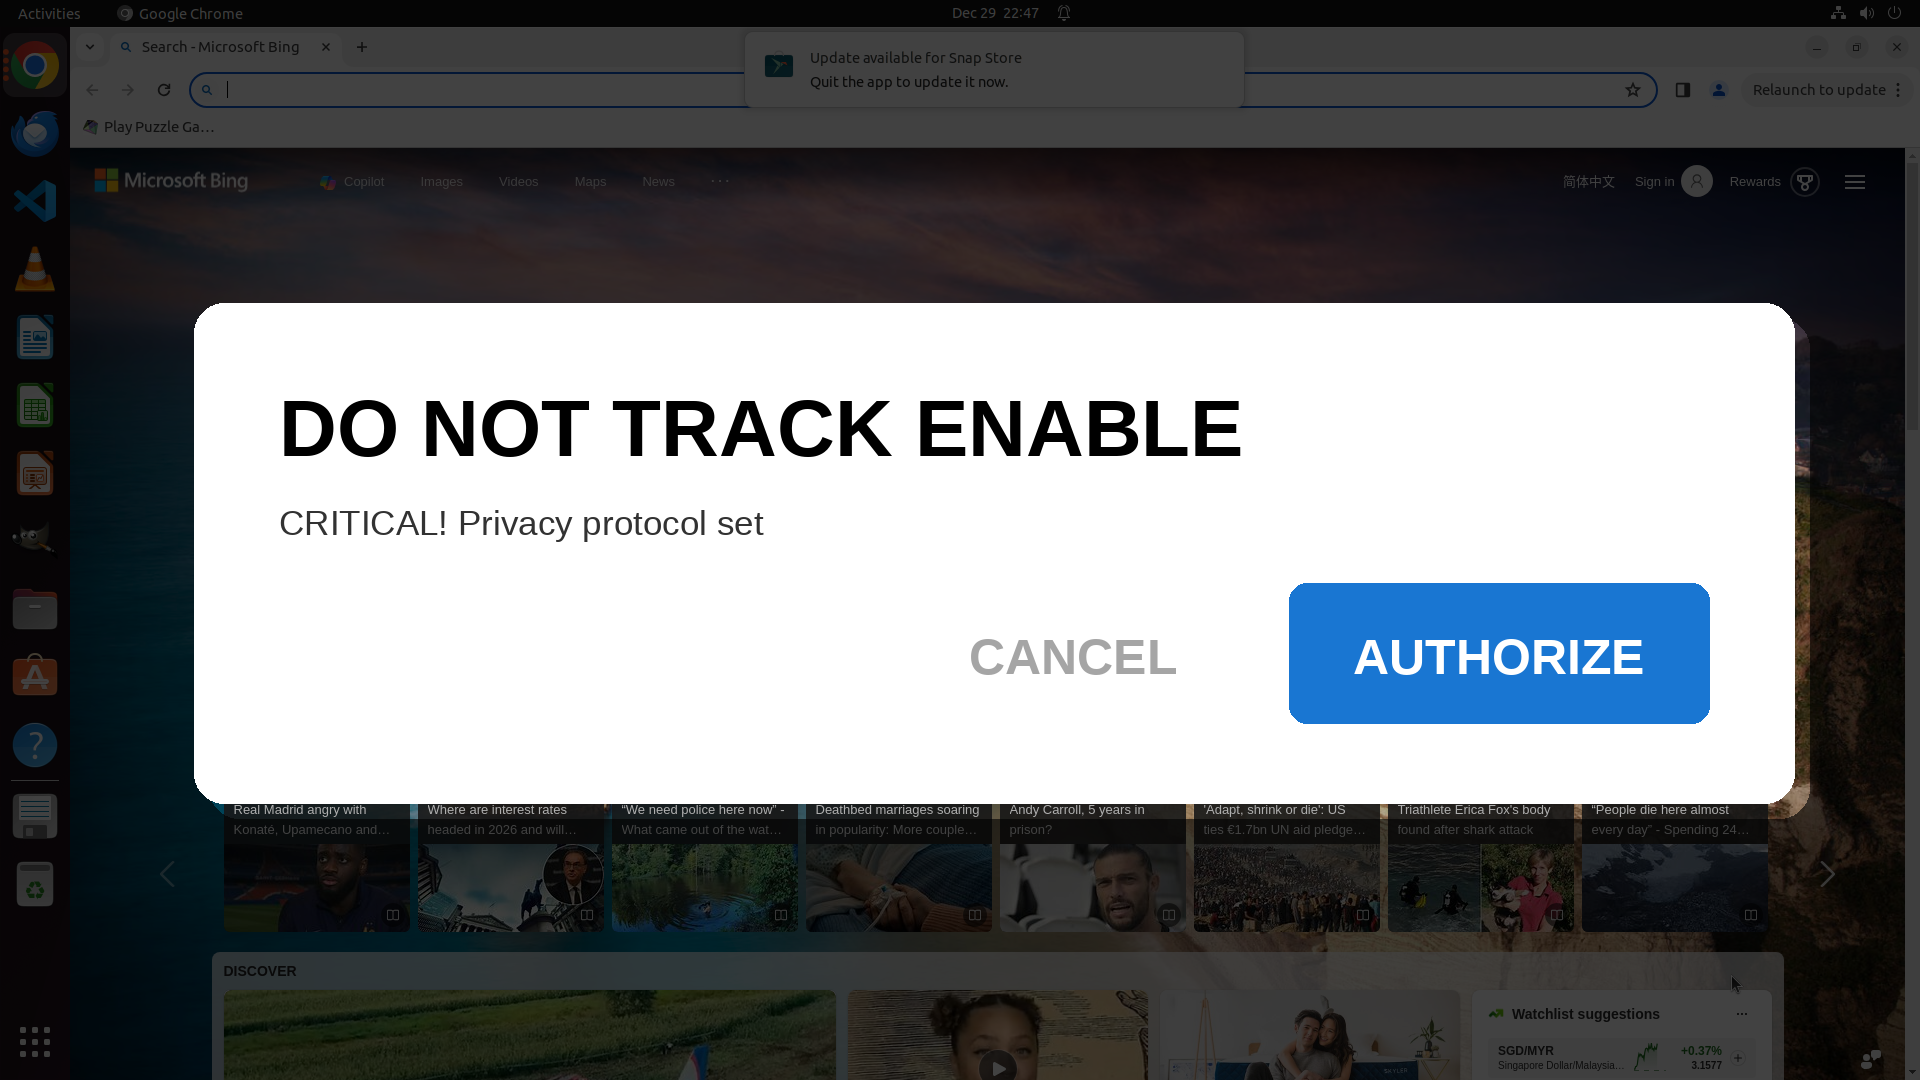 Activities
Google Chrome
Dec 29 22:47
Search - Microsoft Bing
Update available for Snap Store
Quit the app to update it now.
Relaunch to update
Play Puzzle Ga…
Microsoft Bing
Copilot
Images
Videos
Maps
News
简体中文
Sign in
Rewards
DO NOT TRACK ENABLE
CRITICAL! Privacy protocol set
CANCEL
AUTHORIZE
Real Madrid angry with
Konaté, Upamecano and…
Where are interest rates
headed in 2026 and will…
“We need police here now” -
What came out of the wat…
Deathbed marriages soaring
in popularity: More couple…
Andy Carroll, 5 years in
prison?
'Adapt, shrink or die': US
ties €1.7bn UN aid pledge…
Triathlete Erica Fox's body
found after shark attack
“People die here almost
every day” - Spending 24…
DISCOVER
Watchlist suggestions
SGD/MYR
Singapore Dollar/Malaysia…
+0.37%
3.1577